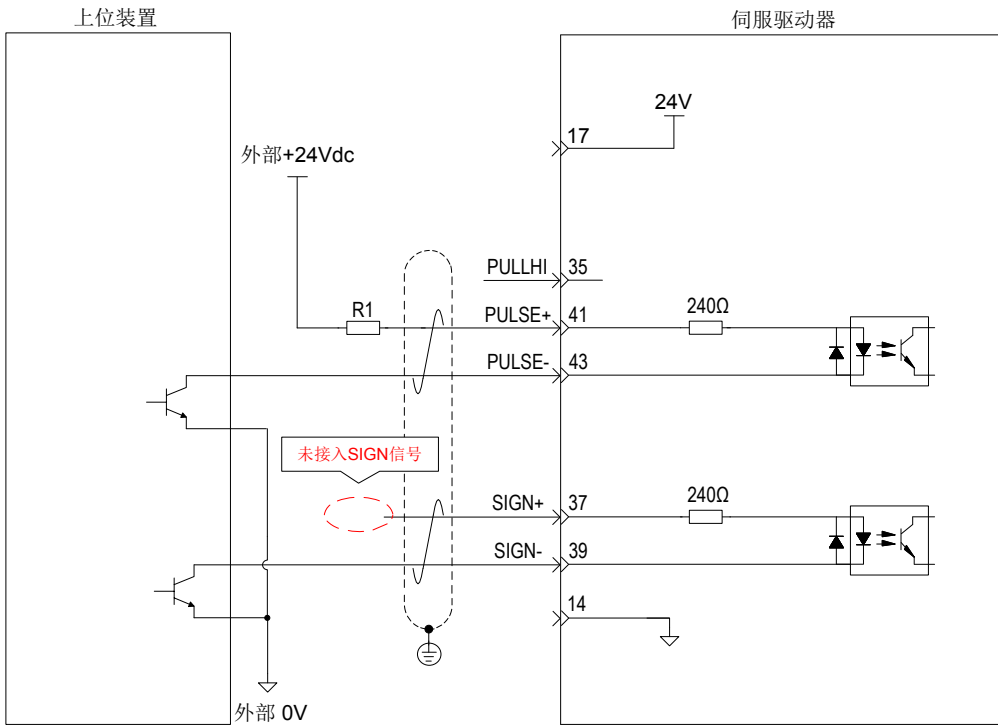 上位装置
伺服驱动器
24V
17
外部+24Vdc
PULLHI
35
R1
PULSE+
41
240Ω
PULSE-
43
未接入SIGN信号
SIGN+
37
240Ω
SIGN-
39
14
外部 0V